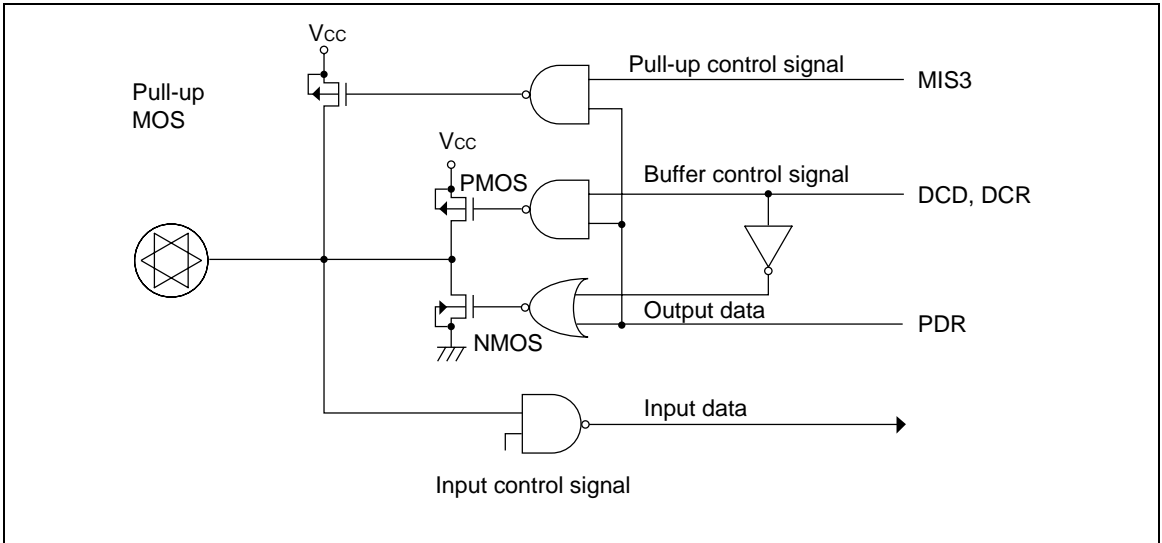 VCC
Pull-up control signal
MIS3
Pull-up
MOS
VCC
PMOS
Buffer control signal
DCD, DCR
Output data
PDR
NMOS
Input data
Input control signal